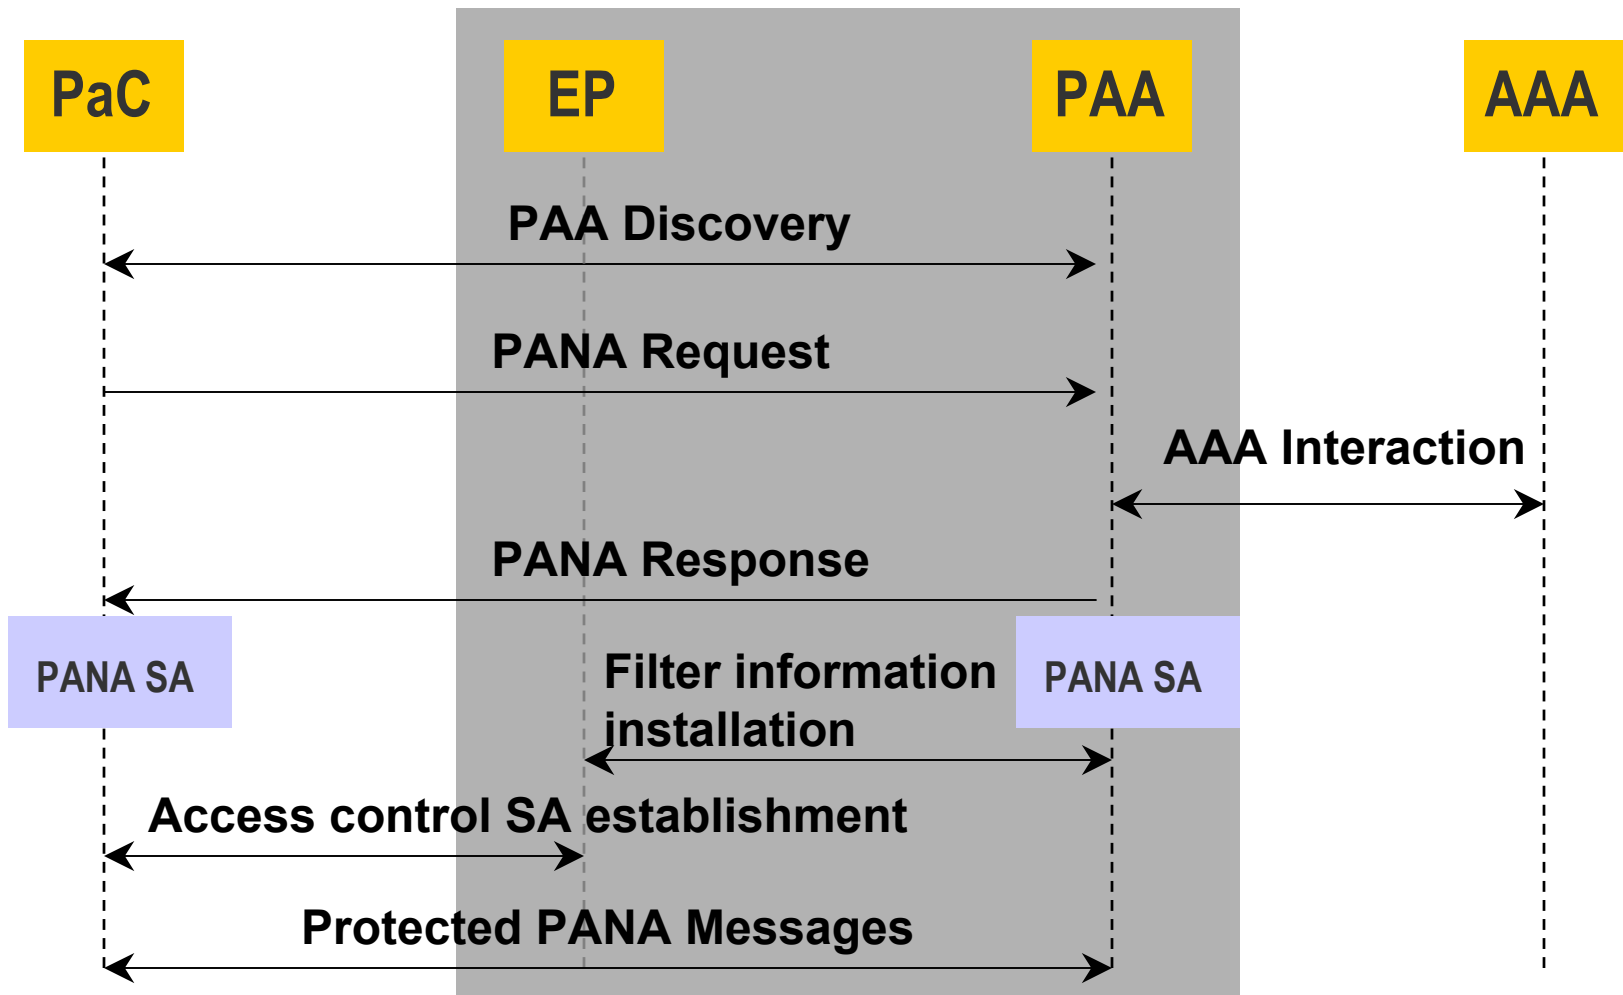 PaC
EP
PAA
AAA
PAA Discovery
PANA Request
AAA Interaction
PANA Response
PANA SA
Filter information
installation
PANA SA
Access control SA establishment
Protected PANA Messages